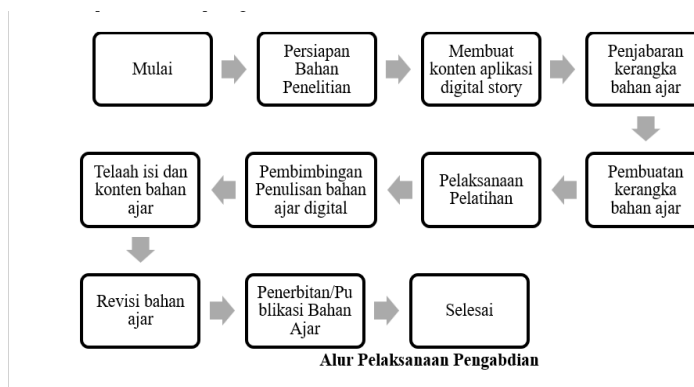 Mulai
Persiapan
Bahan
Penelitian
Membuat
konten aplikasi
digital story
Penjabaran
kerangka
bahan ajar
Pembuatan
kerangka
bahan ajar
Pelaksanaan
Pelatihan
Pembimbingan
Penulisan bahan
ajar digital
Telaah isi dan
konten bahan
ajar
Revisi bahan
ajar
Penerbitan/Pu
blikasi Bahan
Ajar
Selesai
Alur Pelaksanaan Pengabdian